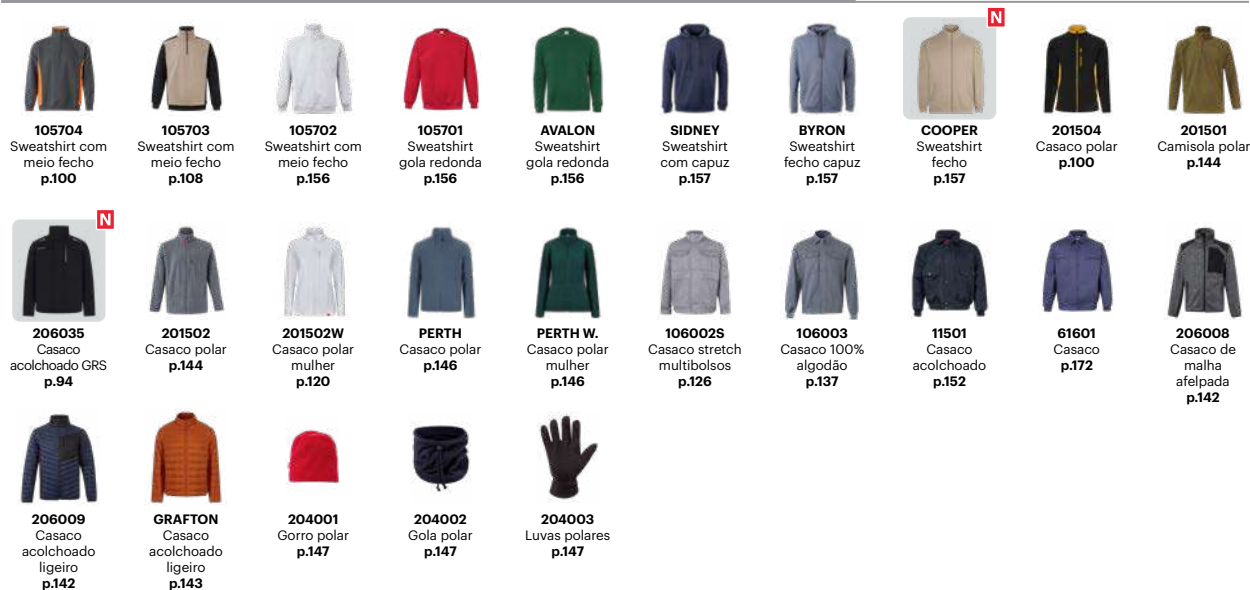 N
105704
Sweatshirt com
meio fecho
p.100
105703
Sweatshirt com
meio fecho
p.108
105702
Sweatshirt com
meio fecho
p.156
105701
Sweatshirt
gola redonda
p.156
AVALON
Sweatshirt
gola redonda
p.156
SIDNEY
Sweatshirt
com capuz
p.157
BYRON
Sweatshirt
fecho capuz
p.157
COOPER
Sweatshirt
fecho
p.157
201504
Casaco polar
p.100
201501
Camisola polar
p.144
N
206035
Casaco
acolchoado GRS
p.94
201502
Casaco polar
p.144
201502W
Casaco polar
mulher
p.120
PERTH
Casaco polar
p.146
PERTH W.
Casaco polar
mulher
p.146
106002S
Casaco stretch
multibolsos
p.126
106003
Casaco 100%
algodão
p.137
11501
Casaco
acolchoado
p.152
61601
Casaco
p.172
206008
Casaco de
malha
afelpada
p.142
206009
Casaco
acolchoado
ligeiro
p.142
GRAFTON
Casaco
acolchoado
ligeiro
p.143
204001
Gorro polar
p.147
204002
Gola polar
p.147
204003
Luvas polares
p.147